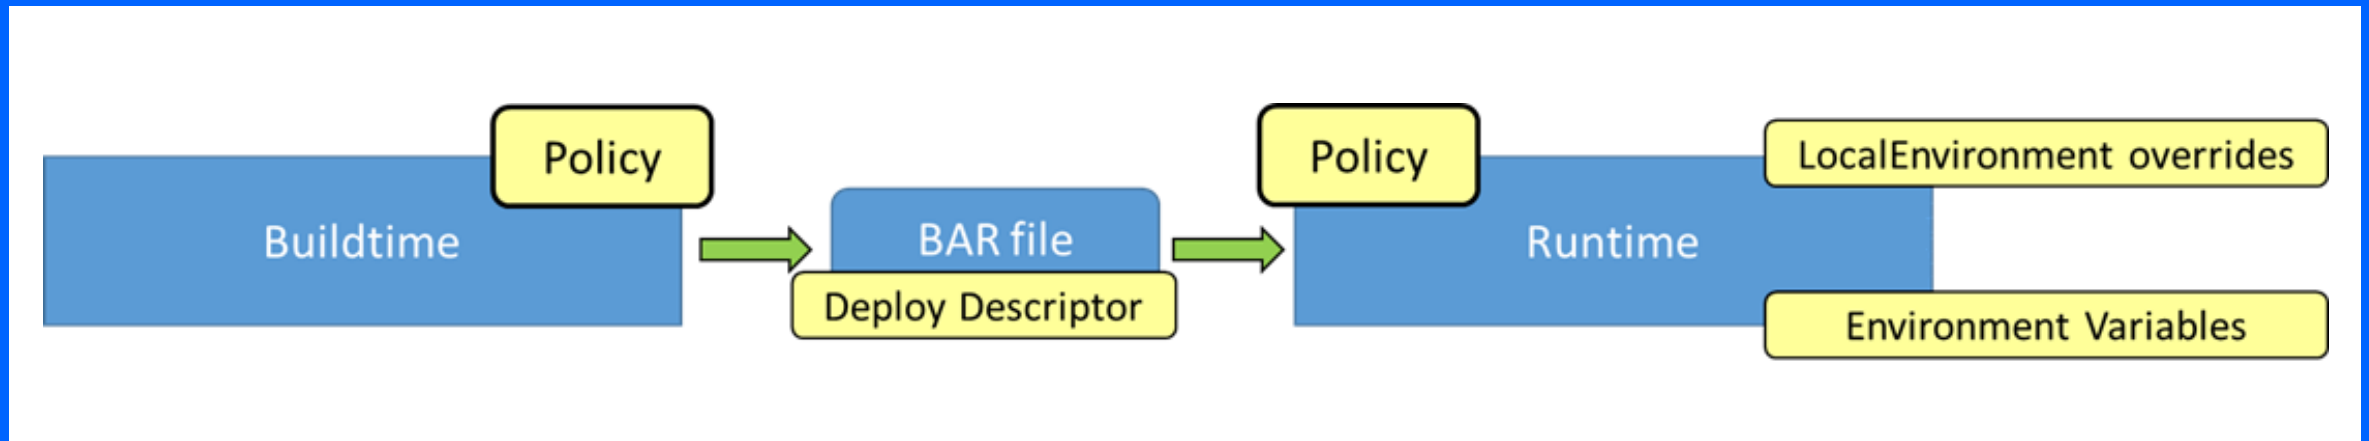 Policy
Buildtime
BAR file
Deploy Descriptor
Policy
Runtime
LocalEnvironment overrides
Environment Variables